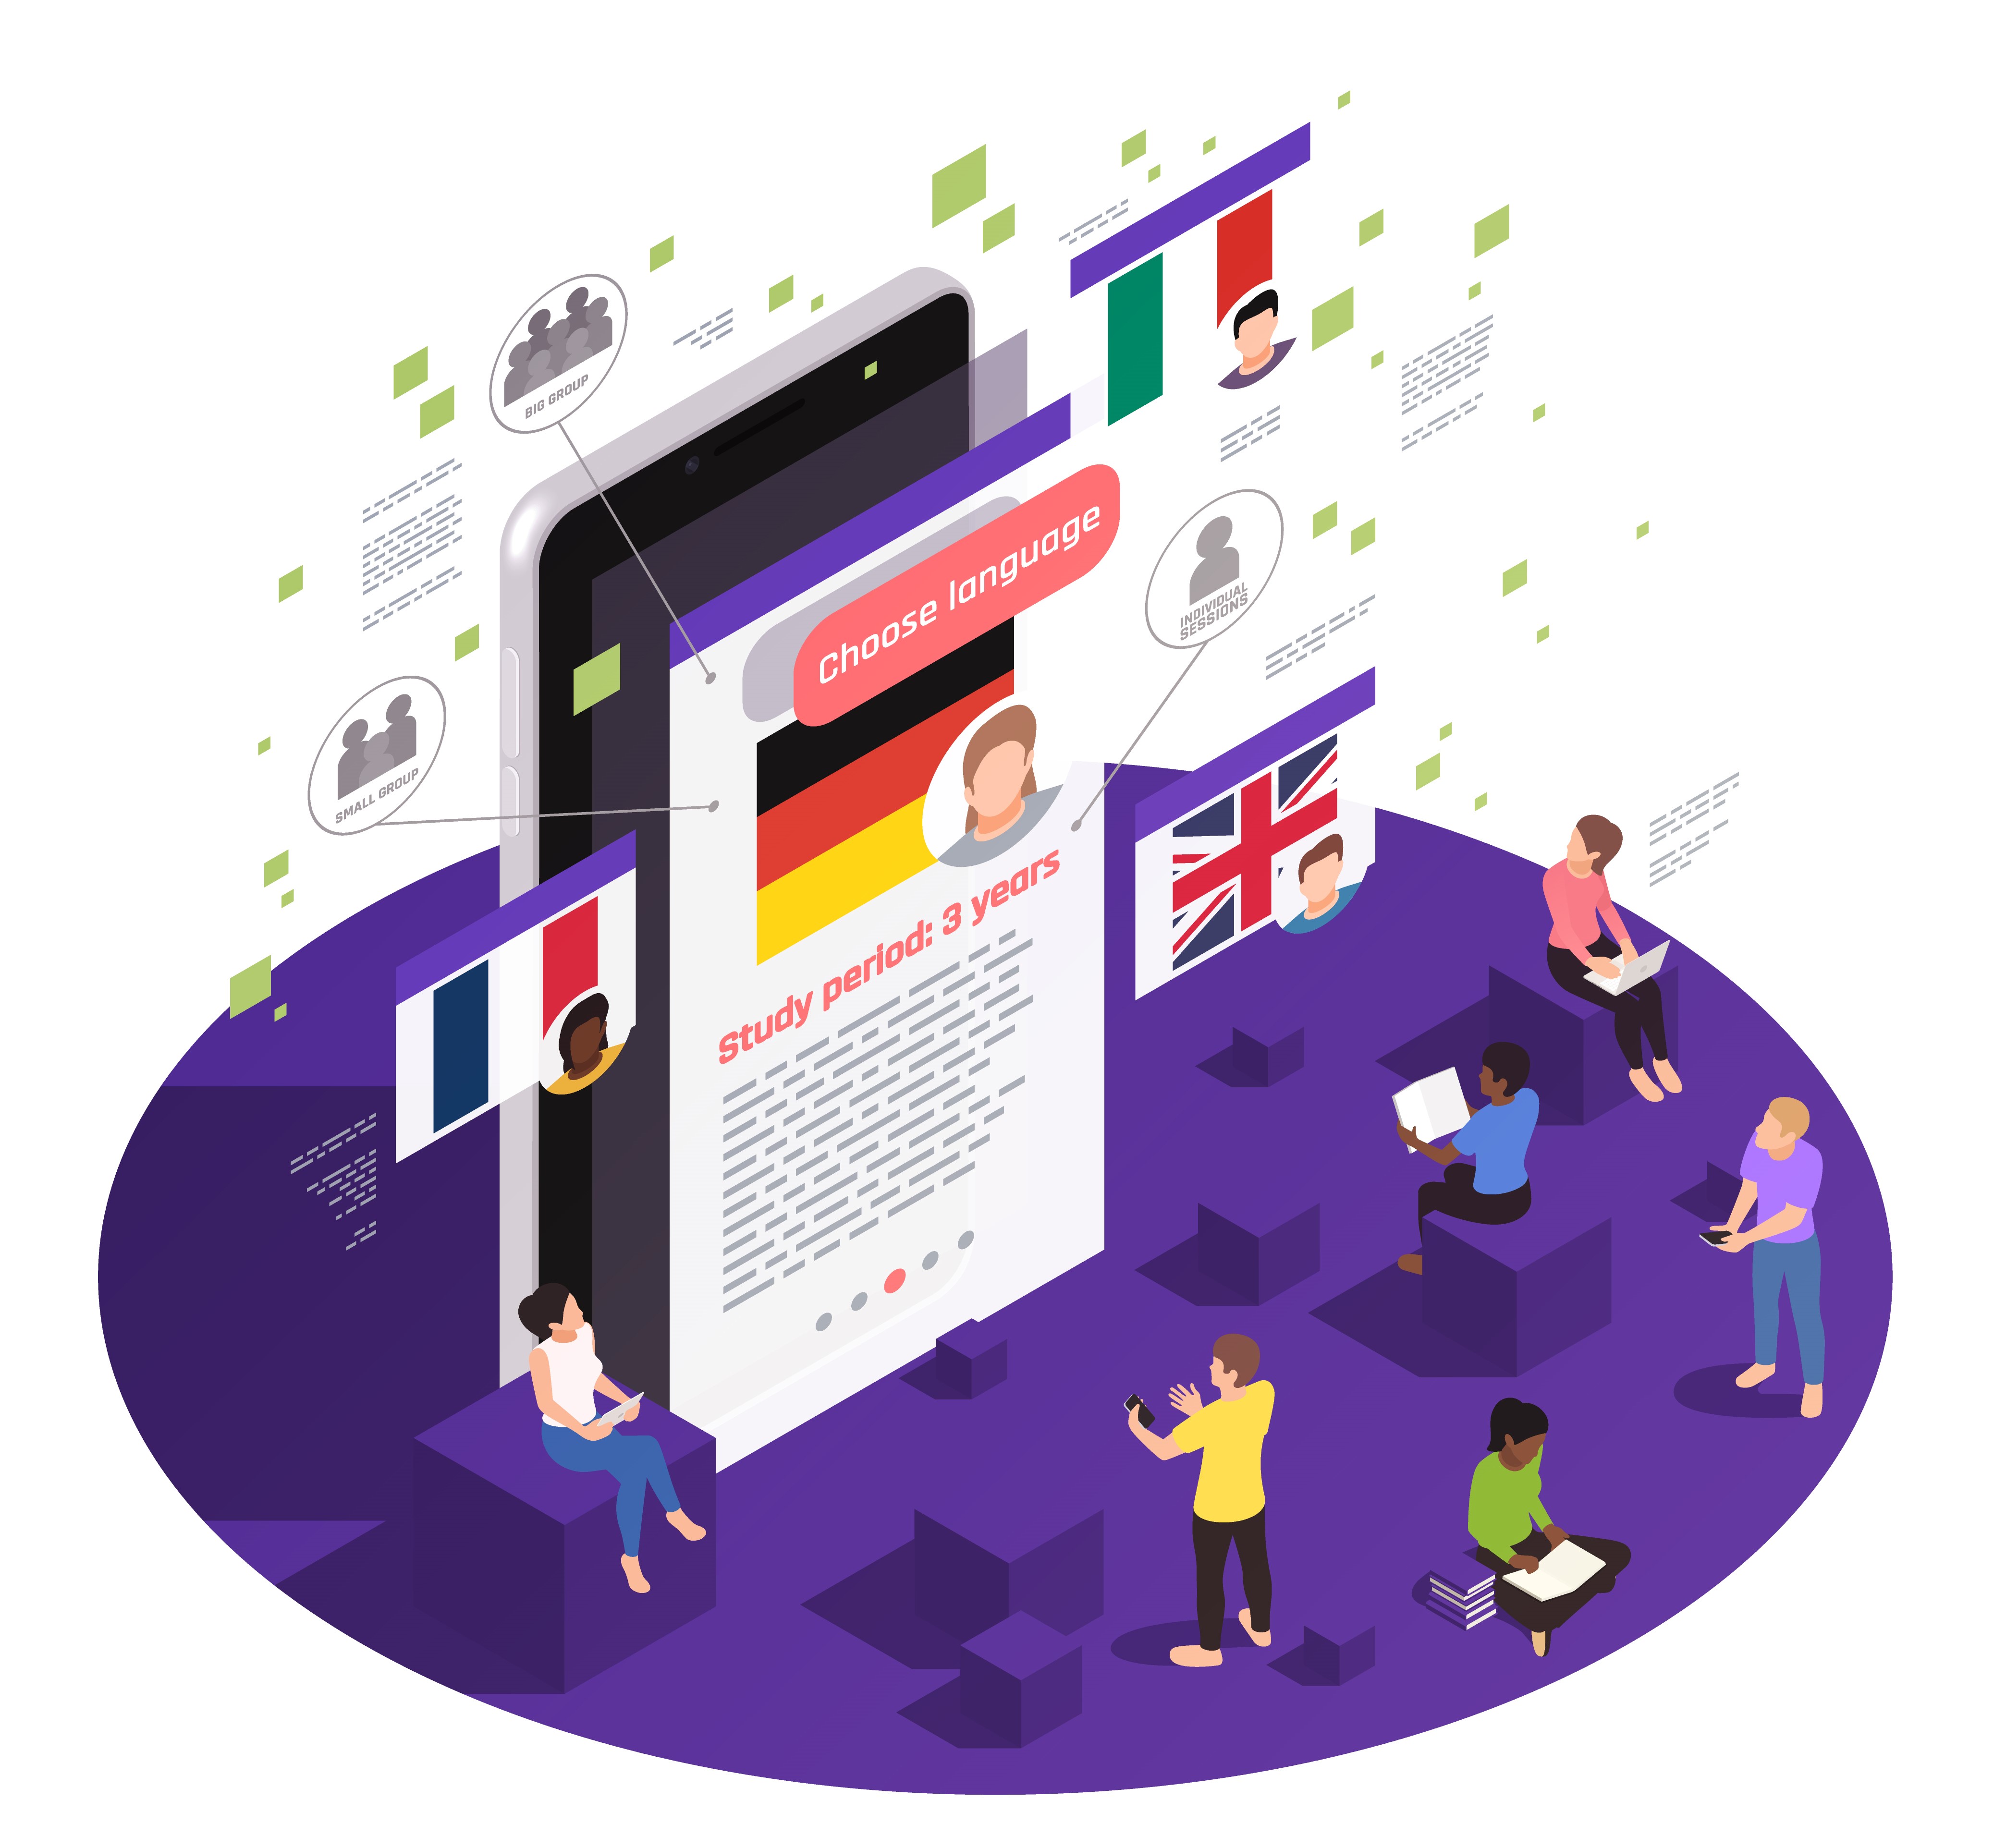 BIG GROUP
Choose language
INDIVIDUAL
SESSIONS
SMALL GROUP
Study period: 3 years